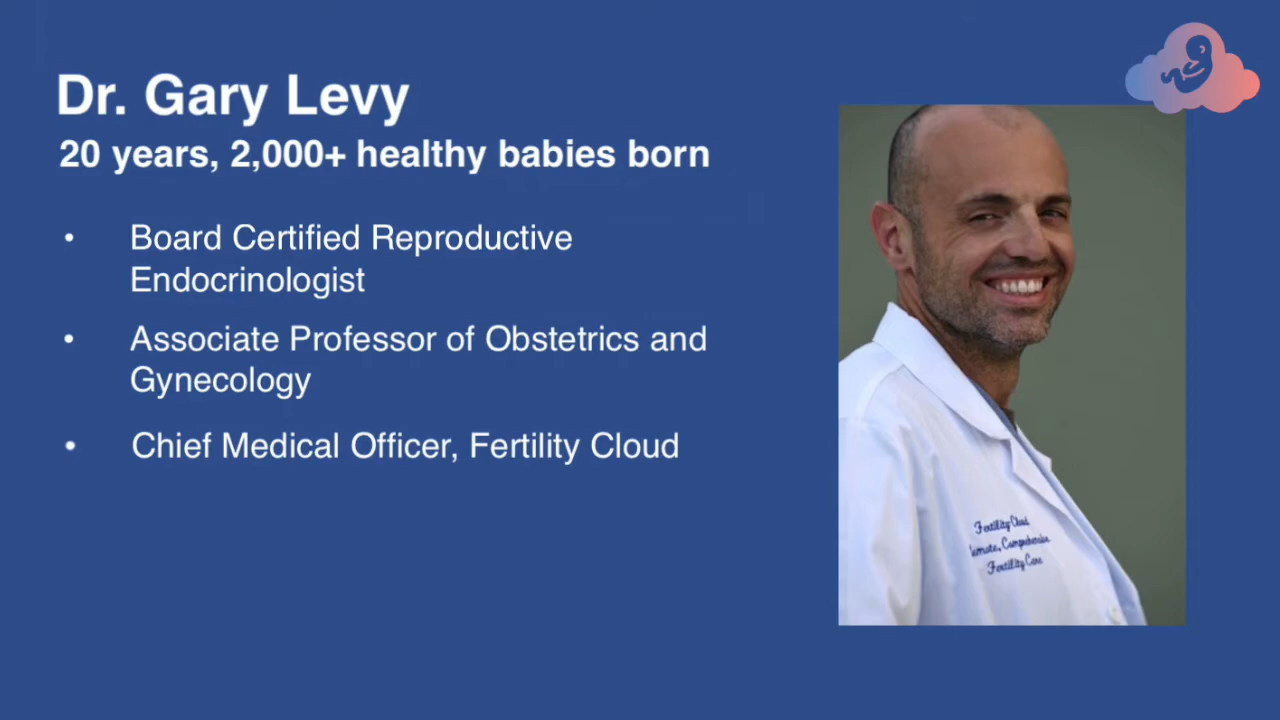 Dr. Gary Levy
20 years, 2,000+ healthy babies born
• Board Certified Reproductive
Endocrinologist
• Associate Professor of Obstetrics and
Gynecology
• Chief Medical Officer, Fertility Cloud
Fertility Cloud
Comprehensive
Fertility Care